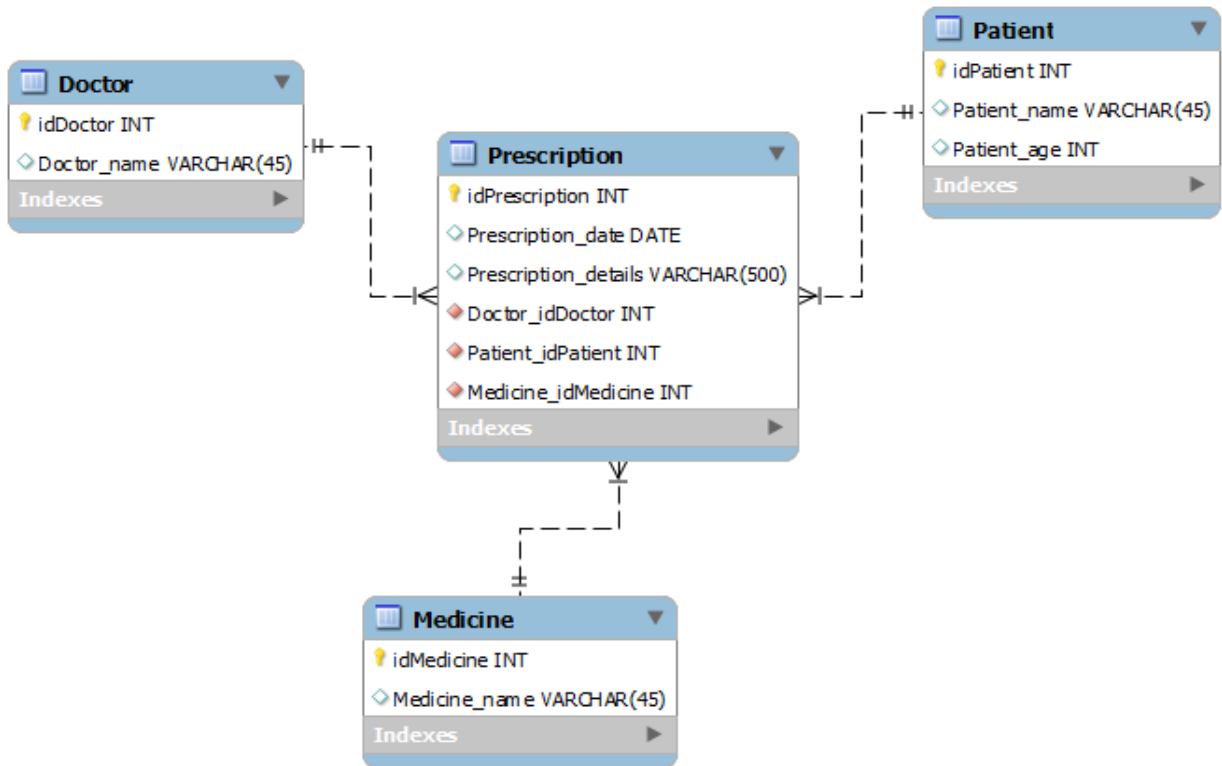 Doctor
idDoctor INT
Doctor_name VARCHAR(45)
Indexes
Prescription
idPrescription INT
Prescription_date DATE
Prescription_details VARCHAR(500)
Doctor_idDoctor INT
Patient_idPatient INT
Medicine_idMedicine INT
Indexes
Patient
idPatient INT
Patient_name VARCHAR(45)
Patient_age INT
Indexes
Medicine
idMedicine INT
Medicine_name VARCHAR(45)
Indexes